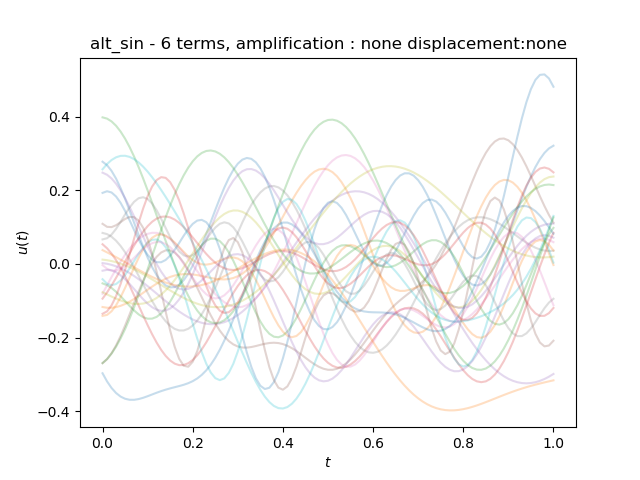 alt_sin - 6 terms, amplification : none displacement:none
u(t)
0.4
0.2
0.0
−0.2
−0.4
0.0 0.2 0.4 0.6 0.8 1.0
t